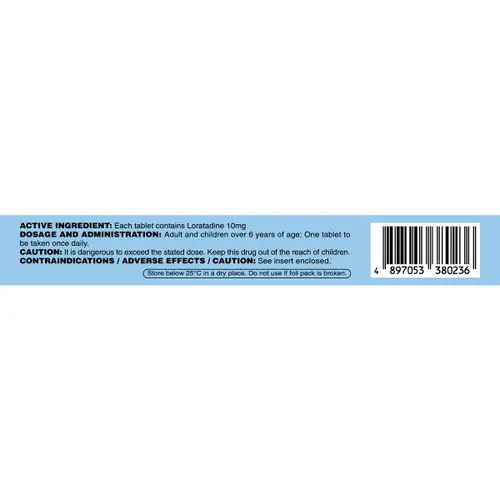 ACTIVE INGREDIENT: Each tablet contains Loratadine 10mg
DOSAGE AND ADMINISTRATION: Adult and children over 6 years of age: One tablet to
be taken once daily.
CAUTION: It is dangerous to exceed the stated dose. Keep this drug out of the reach of children.
CONTRAINDICATIONS / ADVERSE EFFECTS / CAUTION: See insert enclosed.
Store below 25°C in a dry place. Do not use if foil pack is broken.
4 897053 380236